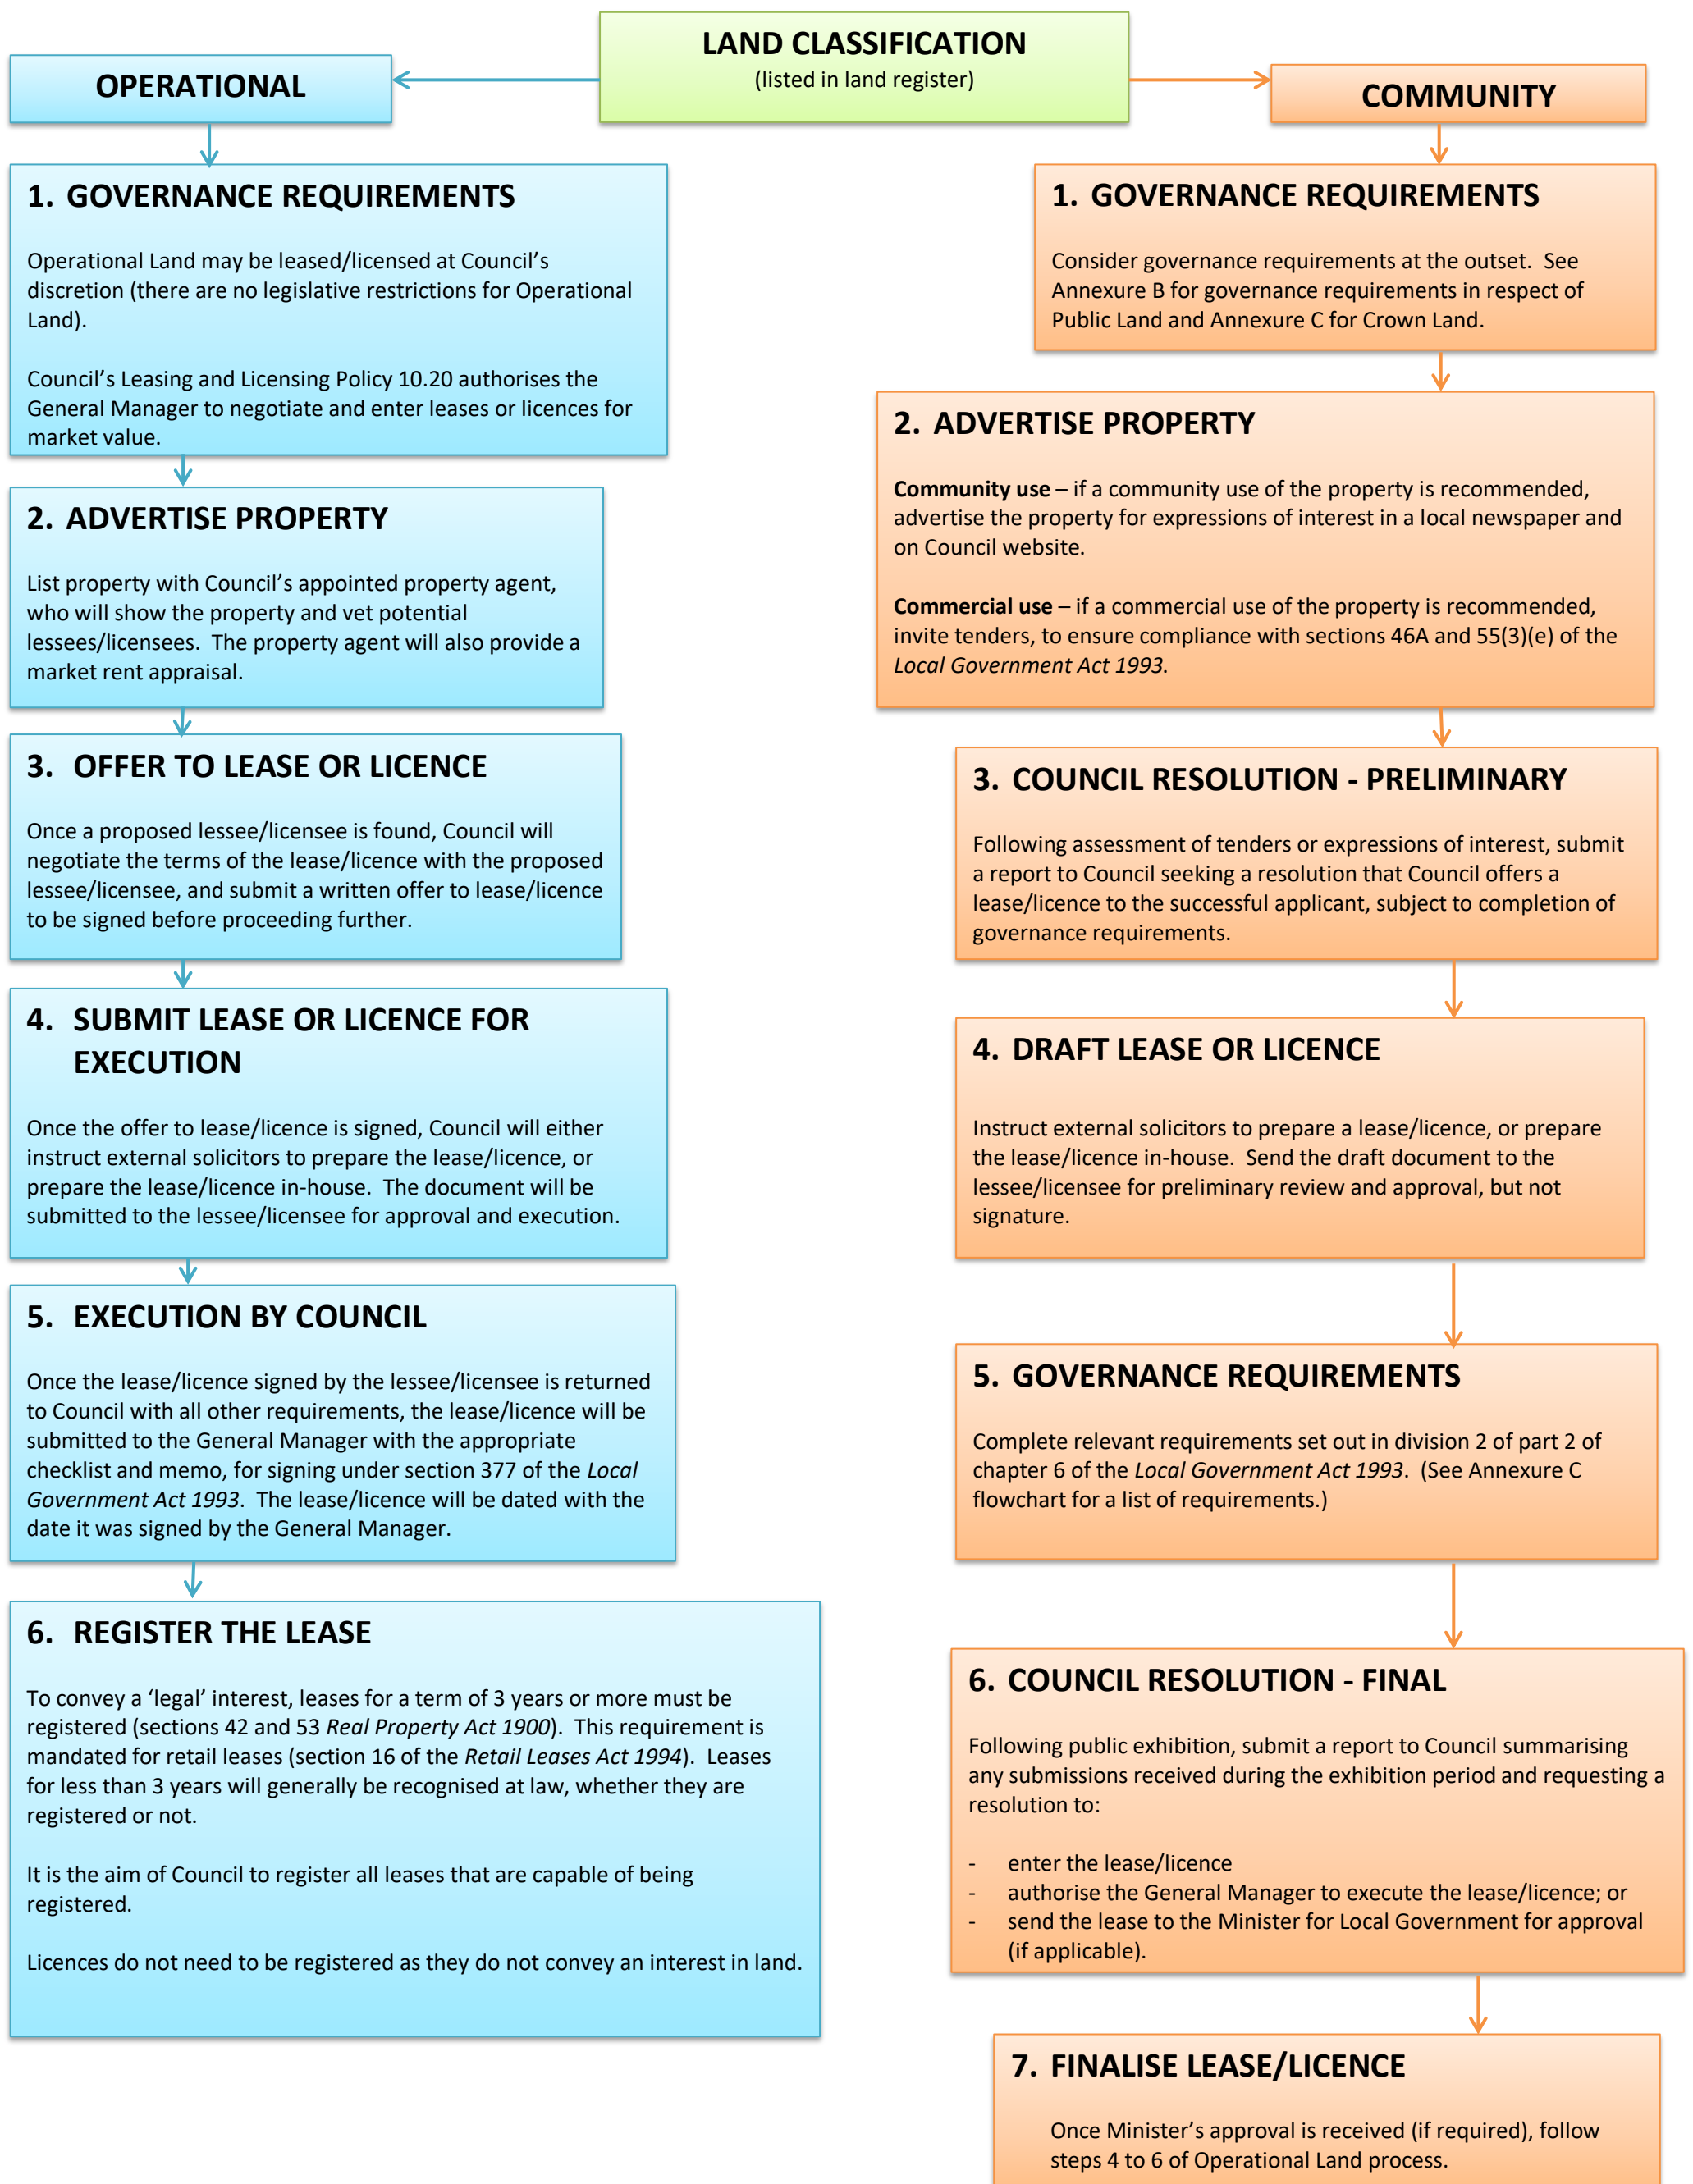 LAND CLASSIFICATION
(listed in land register)
OPERATIONAL
1. GOVERNANCE REQUIREMENTS
Operational Land may be leased/licensed at Council's
discretion (there are no legislative restrictions for Operational
Land).
Council's Leasing and Licensing Policy 10.20 authorises the
General Manager to negotiate and enter leases or licences for
market value.
2. ADVERTISE PROPERTY
List property with Council's appointed property agent,
who will show the property and vet potential
lessees/licensees. The property agent will also provide a
market rent appraisal.
3. OFFER TO LEASE OR LICENCE
Once a proposed lessee/licensee is found, Council will
negotiate the terms of the lease/licence with the proposed
lessee/licensee, and submit a written offer to lease/licence
to be signed before proceeding further.
4. SUBMIT LEASE OR LICENCE FOR
EXECUTION
Once the offer to lease/licence is signed, Council will either
instruct external solicitors to prepare the lease/licence, or
prepare the lease/licence in-house. The document will be
submitted to the lessee/licensee for approval and execution.
5. EXECUTION BY COUNCIL
Once the lease/licence signed by the lessee/licensee is returned
to Council with all other requirements, the lease/licence will be
submitted to the General Manager with the appropriate
checklist and memo, for signing under section 377 of the Local
Government Act 1993. The lease/licence will be dated with the
date it was signed by the General Manager.
6. REGISTER THE LEASE
To convey a 'legal' interest, leases for a term of 3 years or more must be
registered (sections 42 and 53 Real Property Act 1900). This requirement is
mandated for retail leases (section 16 of the Retail Leases Act 1994). Leases
for less than 3 years will generally be recognised at law, whether they are
registered or not.
It is the aim of Council to register all leases that are capable of being
registered.
Licences do not need to be registered as they do not convey an interest in land.
COMMUNITY
1. GOVERNANCE REQUIREMENTS
Consider governance requirements at the outset. See
Annexure B for governance requirements in respect of
Public Land and Annexure C for Crown Land.
2. ADVERTISE PROPERTY
Community use – if a community use of the property is recommended,
advertise the property for expressions of interest in a local newspaper and
on Council website.
Commercial use – if a commercial use of the property is recommended,
invite tenders, to ensure compliance with sections 46A and 55(3)(e) of the
Local Government Act 1993.
3. COUNCIL RESOLUTION - PRELIMINARY
Following assessment of tenders or expressions of interest, submit
a report to Council seeking a resolution that Council offers a
lease/licence to the successful applicant, subject to completion of
governance requirements.
4. DRAFT LEASE OR LICENCE
Instruct external solicitors to prepare a lease/licence, or prepare
the lease/licence in-house. Send the draft document to the
lessee/licensee for preliminary review and approval, but not
signature.
5. GOVERNANCE REQUIREMENTS
Complete relevant requirements set out in division 2 of part 2 of
chapter 6 of the Local Government Act 1993. (See Annexure C
flowchart for a list of requirements.)
6. COUNCIL RESOLUTION - FINAL
Following public exhibition, submit a report to Council summarising
any submissions received during the exhibition period and requesting a
resolution to:
- enter the lease/licence
- authorise the General Manager to execute the lease/licence; or
- send the lease to the Minister for Local Government for approval
(if applicable).
7. FINALISE LEASE/LICENCE
Once Minister's approval is received (if required), follow
steps 4 to 6 of Operational Land process.